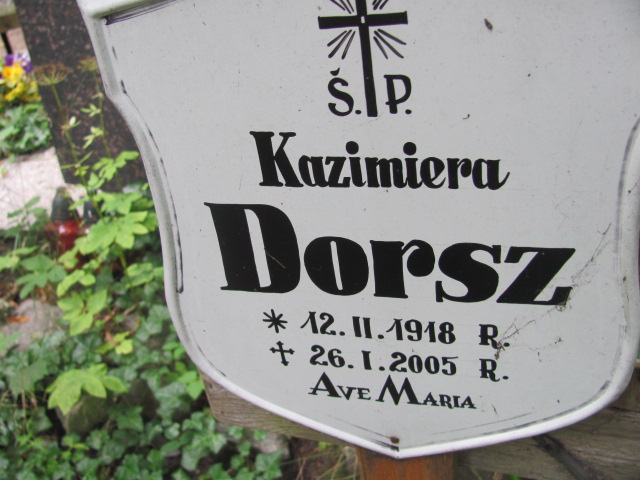 Š.P.
Kazimiera
Dorsz
* 12. II. 1918 R.
✝ 26. I. 2005 R.
AVE MARIA